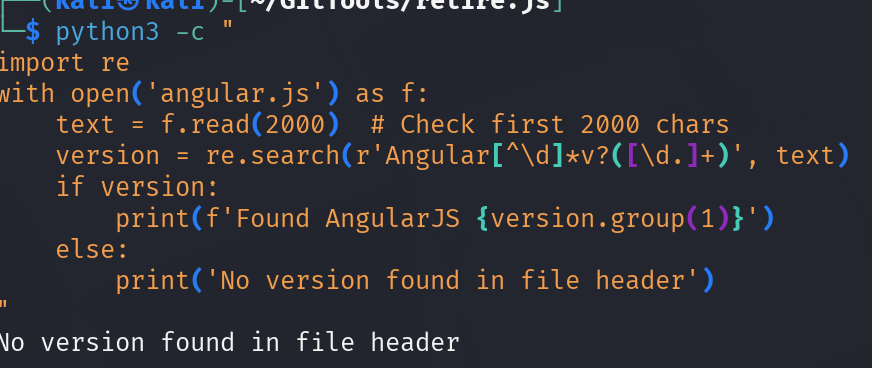 ┌──(kali㉿kali)-[~/GitTools/retire.js]
└─$ python3 -c "
import re
with open('angular.js') as f:
    text = f.read(2000)  # Check first 2000 chars
    version = re.search(r'Angular[^\d]*v?([\d.]+)', text)
    if version:
        print(f'Found AngularJS {version.group(1)}')
    else:
        print('No version found in file header')
"
No version found in file header